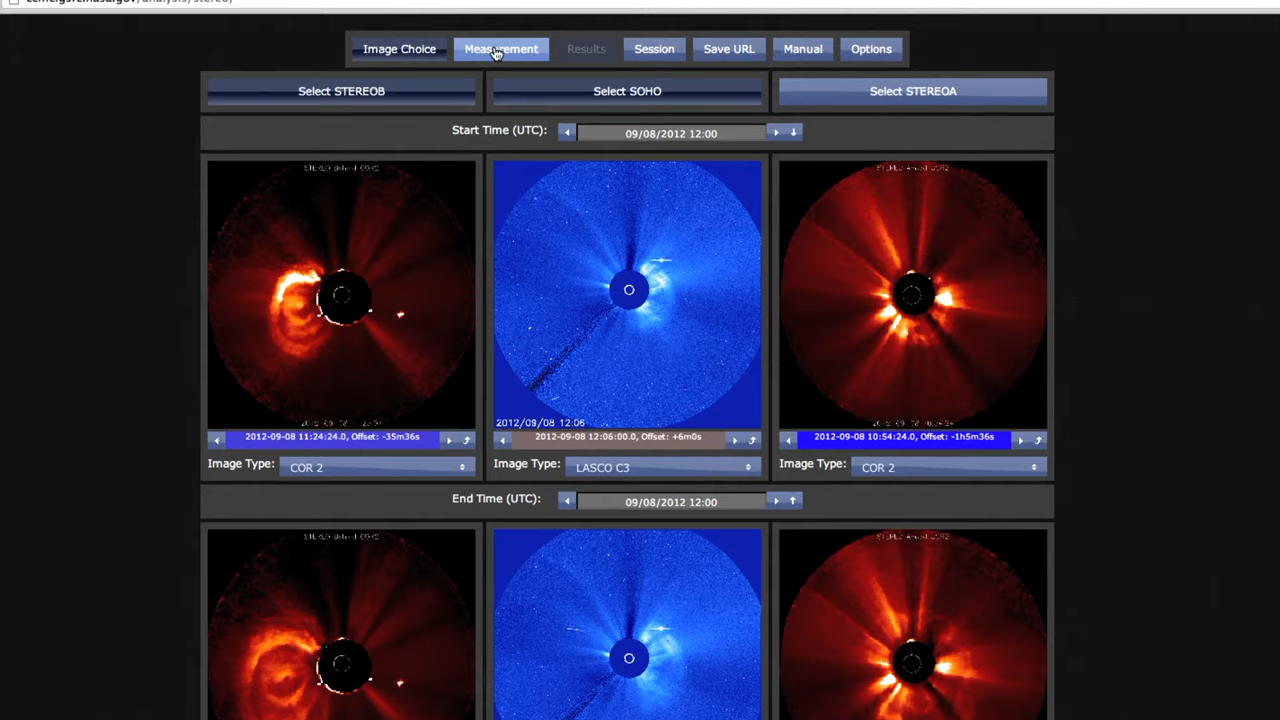 Image Choice Measurement Results Session Save URL Manual Options
Select STEREOB Select SOHO Select STEREOA
Start Time (UTC): 09/08/2012 12:00
2012/09/08 12:06
2012-09-08 11:24:24.0, Offset: -35m36s 2012-09-08 12:06:00.0, Offset: +6m0s 2012-09-08 10:54:24.0, Offset: -1h5m36s
Image Type: COR 2 Image Type: LASCO C3 Image Type: COR 2
End Time (UTC): 09/08/2012 12:00